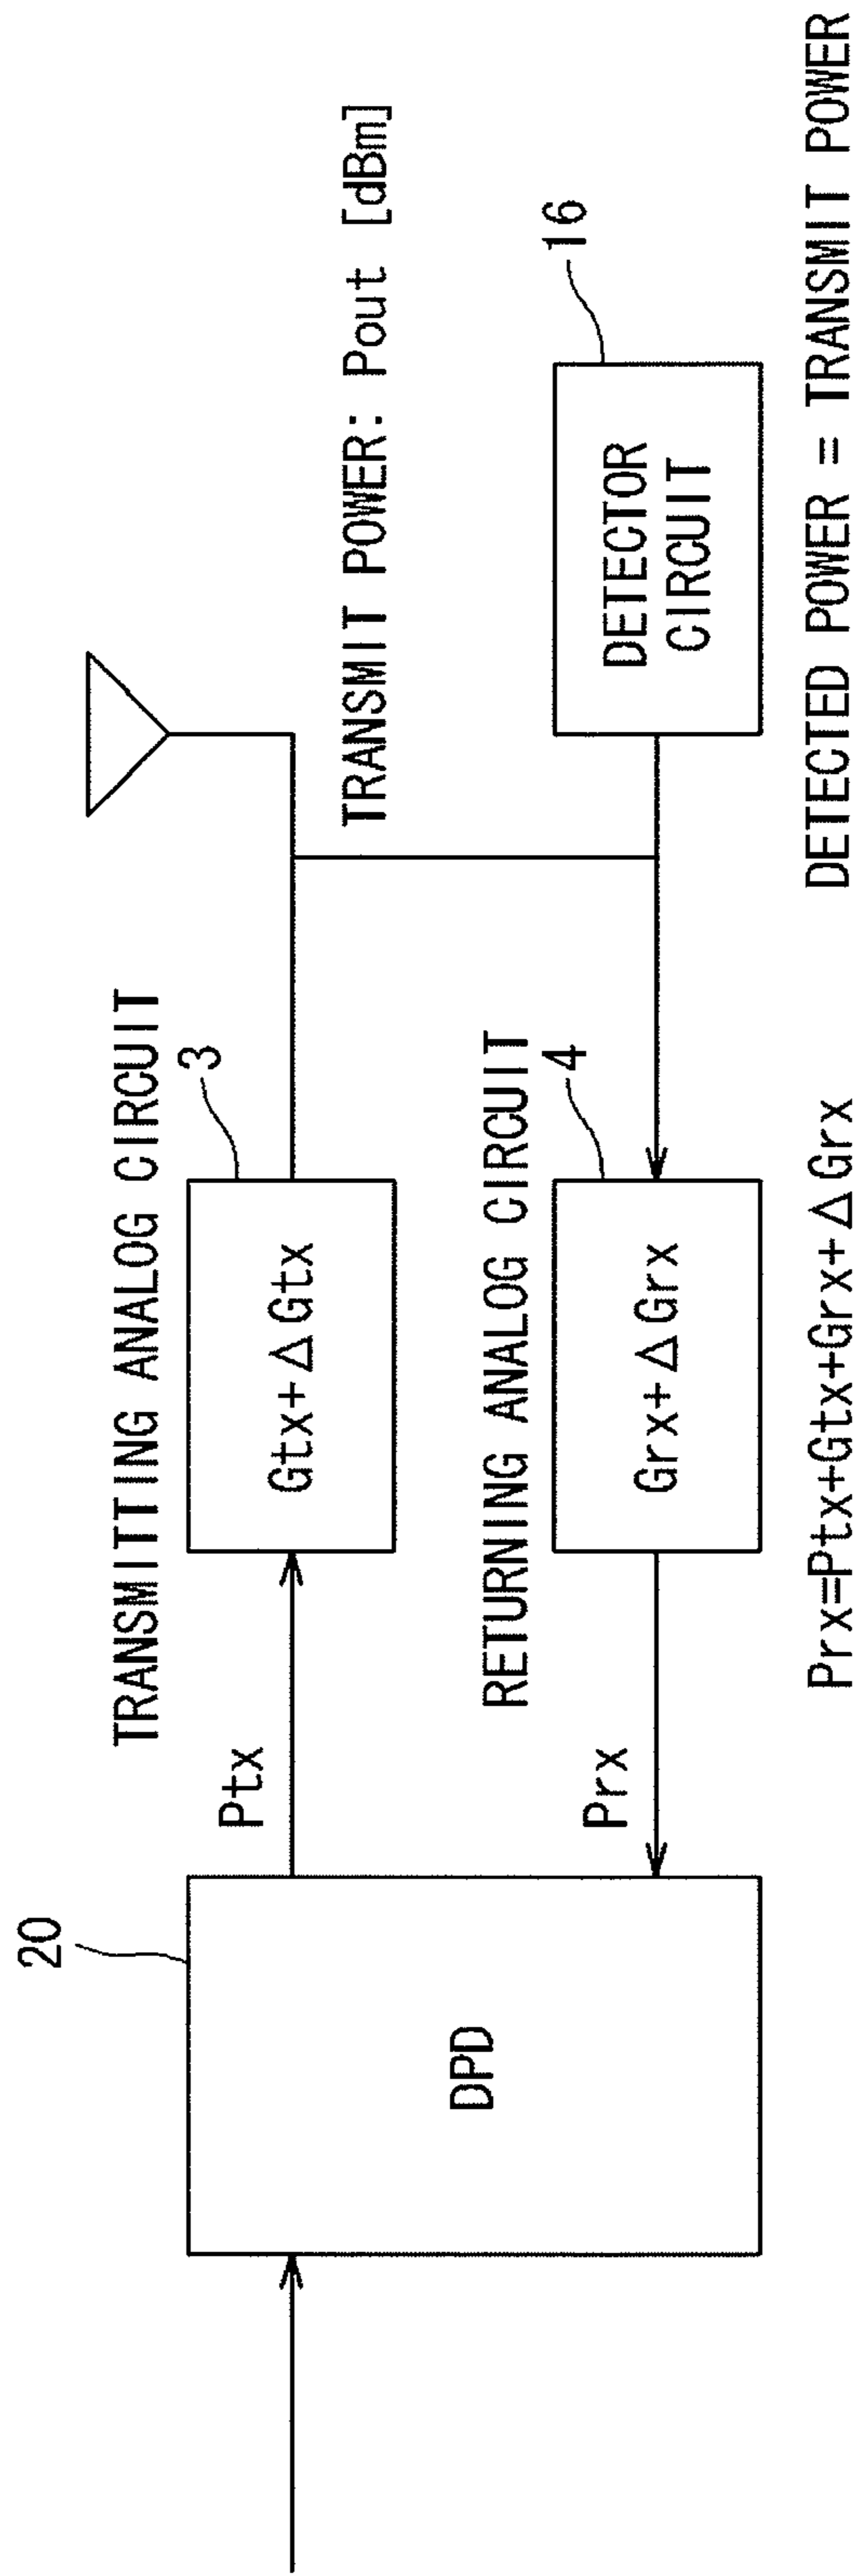 20
DPD
Ptx
Prx
TRANSMITTING ANALOG CIRCUIT
3
Gtx+ΔGtx
RETURNING ANALOG CIRCUIT
4
Grx+ΔGrx
TRANSMIT POWER: Pout [dBm]
16
DETECTOR
CIRCUIT
Prx=Ptx+Gtx+Grx+ΔGrx
DETECTED POWER = TRANSMIT POWER